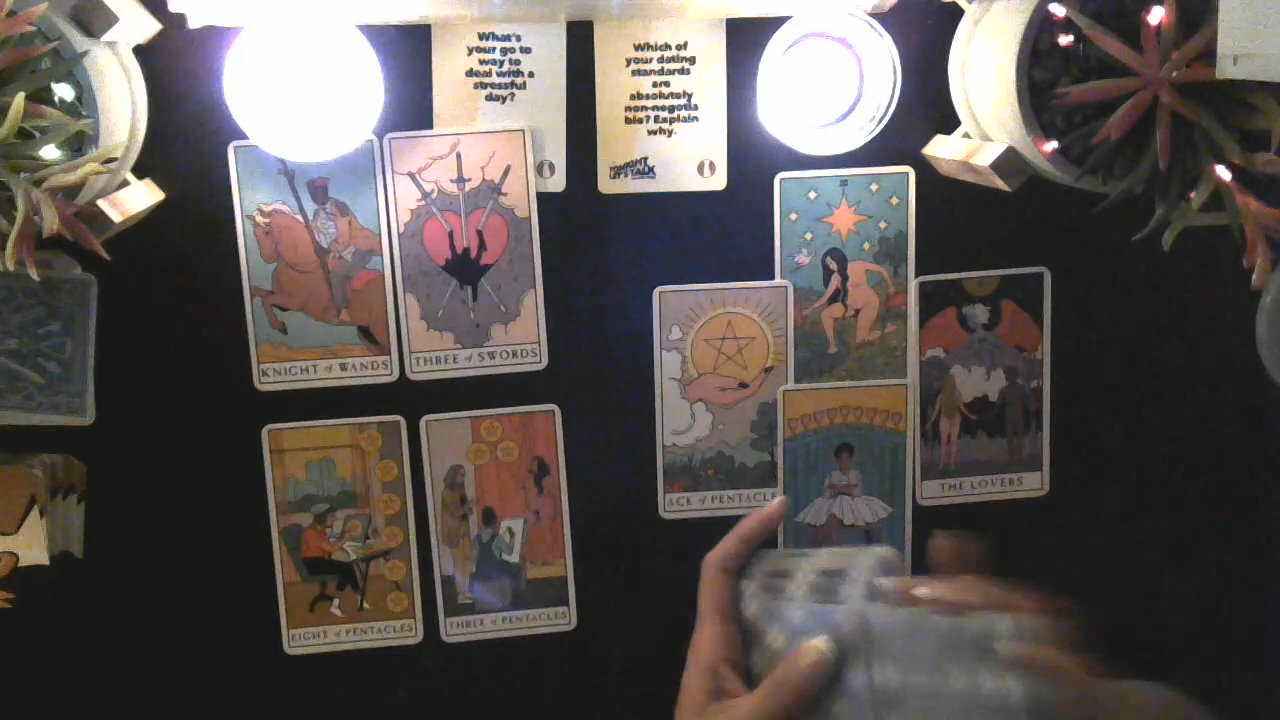 What's
your go to
way to
deal with a
stressful
day?
Which of
your dating
standards
are
absolutely
non-negotia
ble? Explain
why.
KNIGHT of WANDS
THREE of SWORDS
ACE of PENTACLE
THE LOVERS
EIGHT of PENTACLES
THREE of PENTACLES